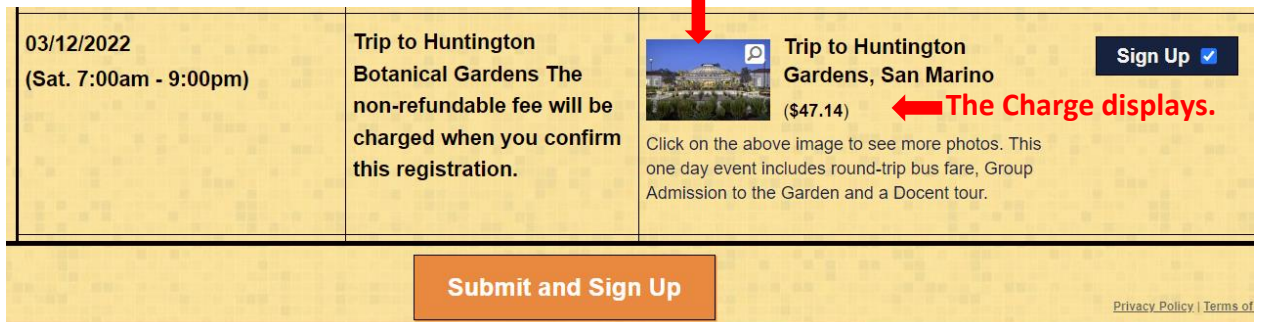 03/12/2022
(Sat. 7:00am - 9:00pm)
Trip to Huntington
Botanical Gardens The
non-refundable fee will be
charged when you confirm
this registration.
Trip to Huntington
Gardens, San Marino
($47.14)
The Charge displays.
Click on the above image to see more photos. This
one day event includes round-trip bus fare, Group
Admission to the Garden and a Docent tour.
Sign Up
Submit and Sign Up
Privacy Policy | Terms of